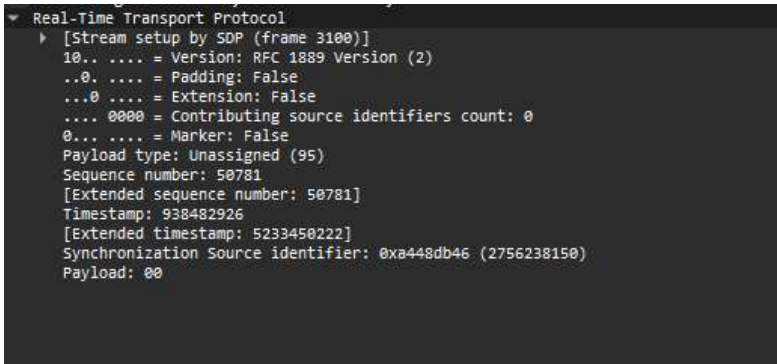 Real-Time Transport Protocol
[Stream setup by SDP (frame 3100)]
10.. .... = Version: RFC 1889 Version (2)
..0. .... = Padding: False
...0 .... = Extension: False
.... 0000 = Contributing source identifiers count: 0
0... .... = Marker: False
Payload type: Unassigned (95)
Sequence number: 50781
[Extended sequence number: 50781]
Timestamp: 938482926
[Extended timestamp: 5233450222]
Synchronization Source identifier: 0xa448db46 (2756238150)
Payload: 00